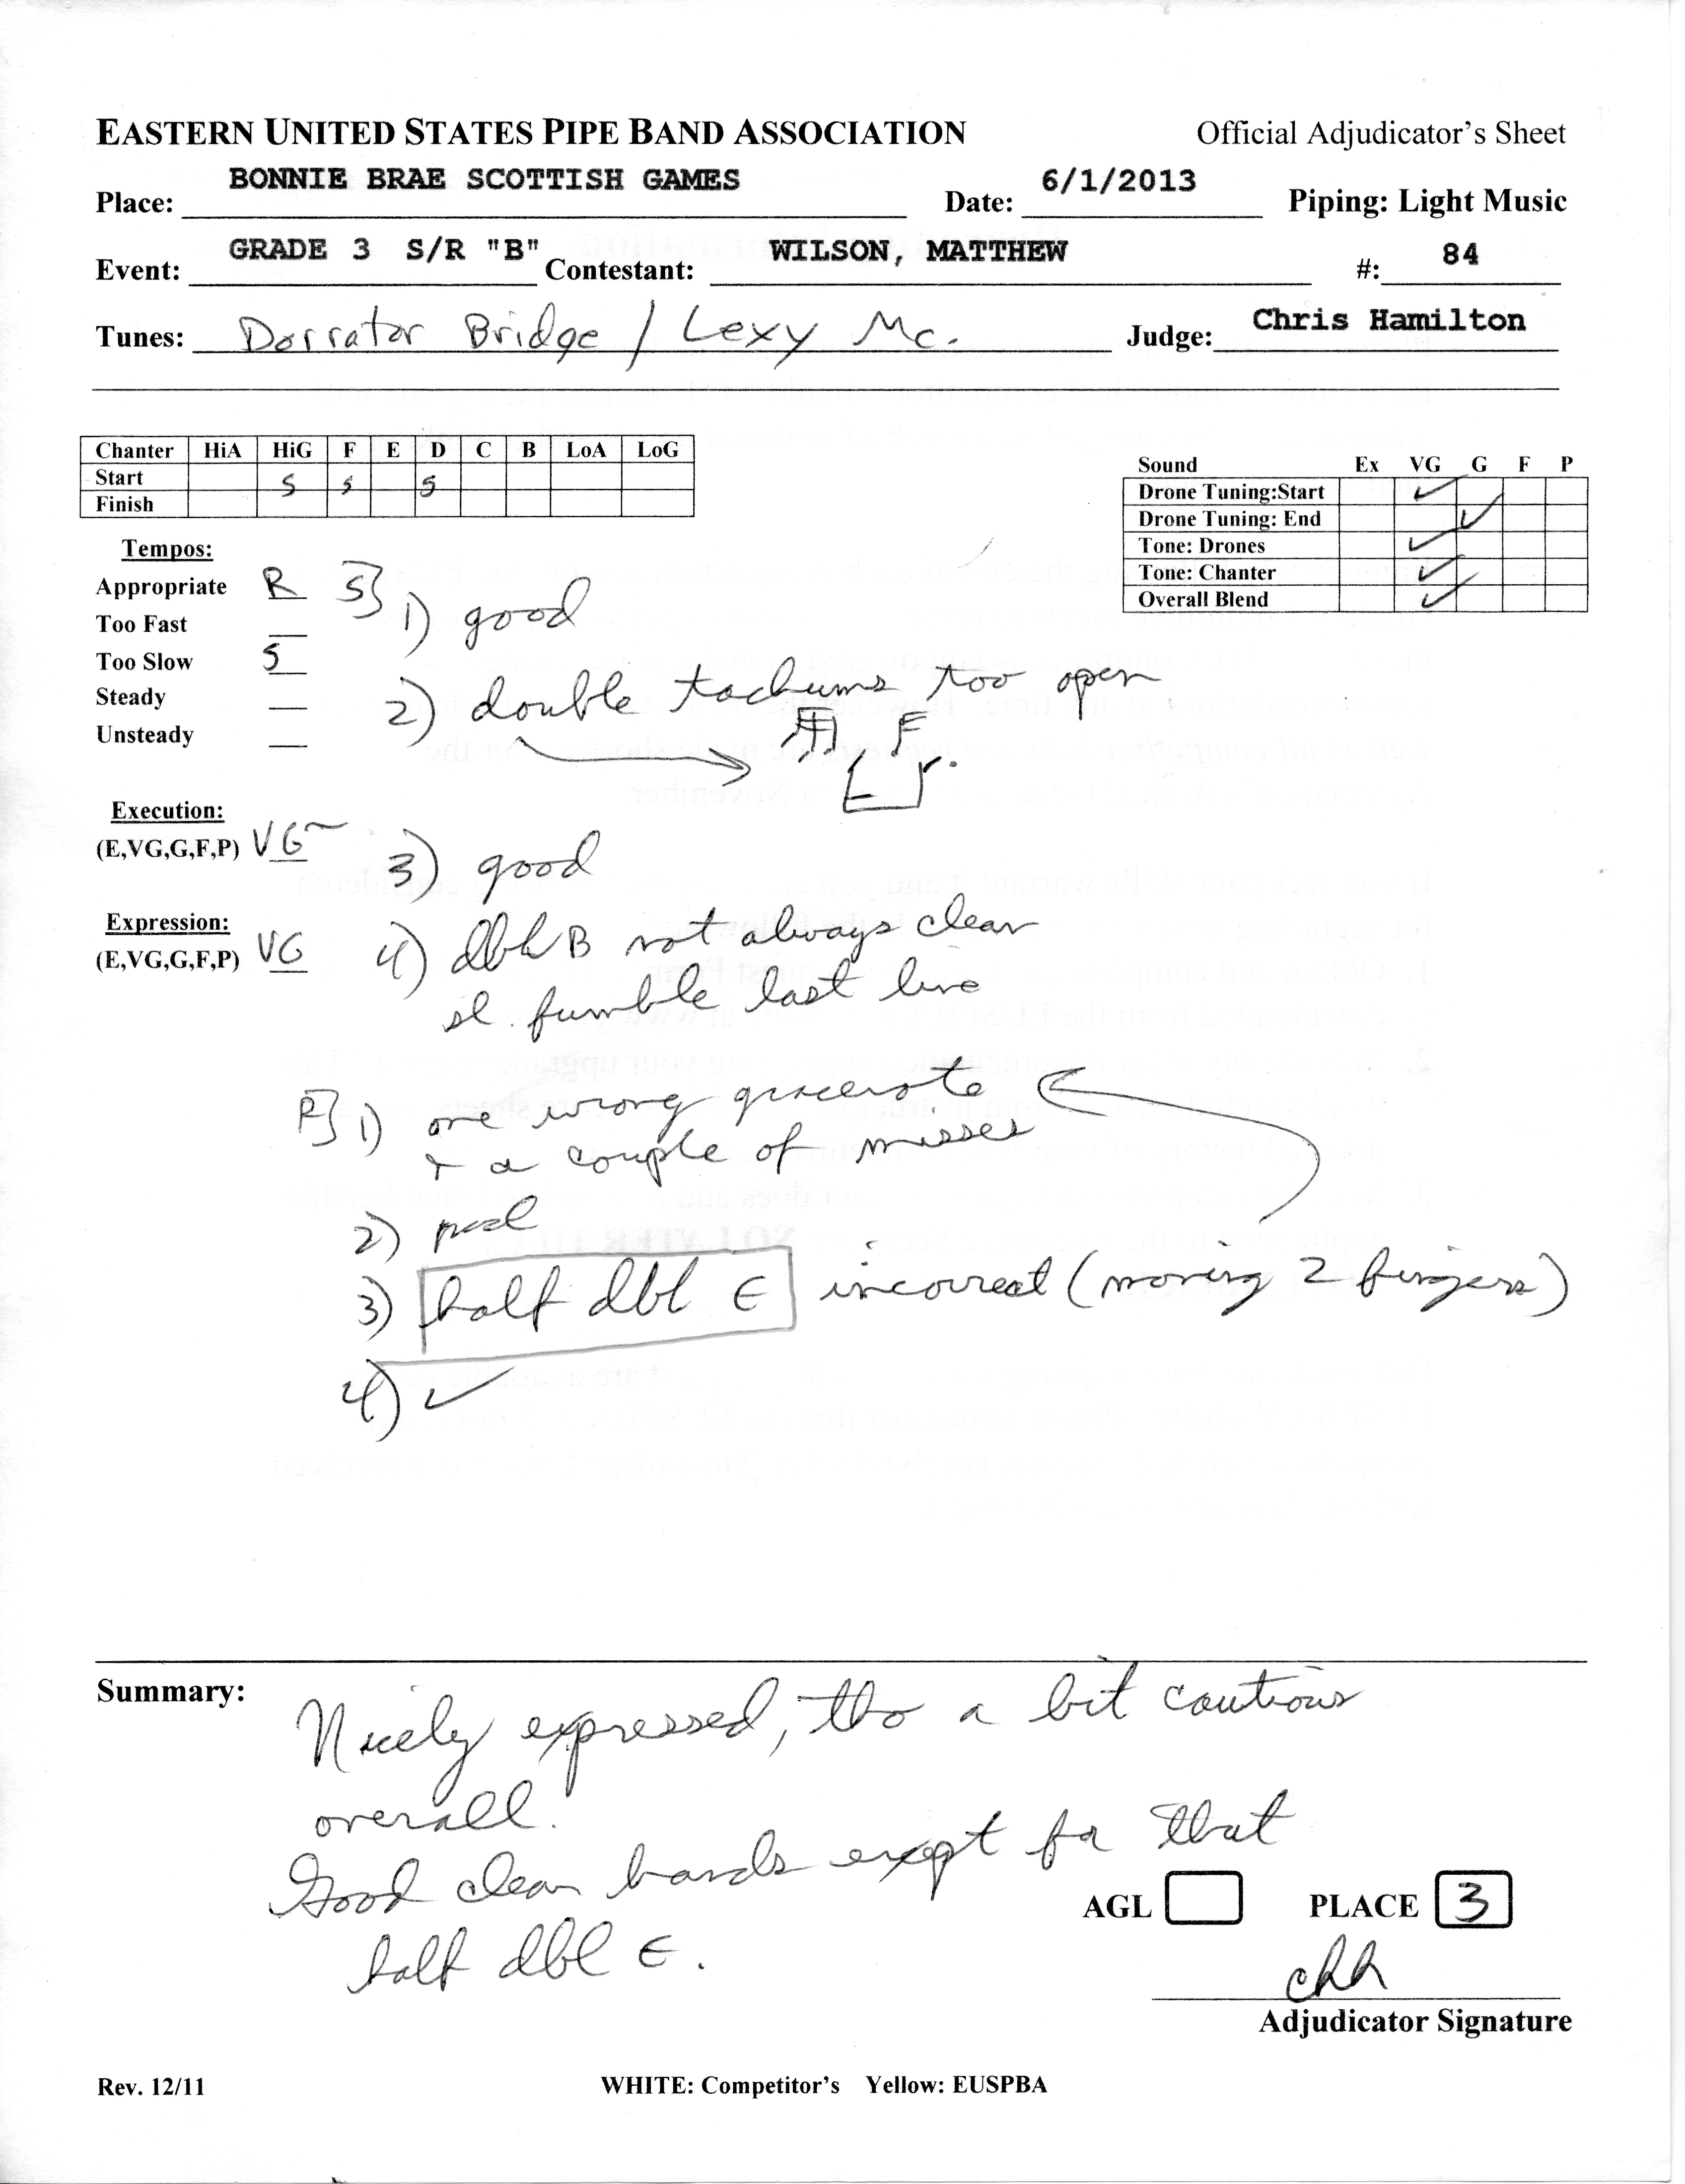 EASTERN UNITED STATES PIPE BAND ASSOCIATION Official Adjudicator's Sheet
Place: BONNIE BRAE SCOTTISH GAMES Date: 6/1/2013 Piping: Light Music
Event: GRADE 3 S/R "B" Contestant: WILSON, MATTHEW #: 84
Tunes: Dorrator Bridge / Lexy Mc. Judge: Chris Hamilton
Chanter HiA HiG F E D C B LoA LoG
Start S S S
Finish
Sound Ex VG G F P
Drone Tuning:Start ✓
Drone Tuning: End ✓
Tone: Drones ✓
Tone: Chanter ✓
Overall Blend ✓
Tempos:
Appropriate R
Too Fast
Too Slow S
Steady
Unsteady
Execution:
(E,VG,G,F,P) VG-
Expression:
(E,VG,G,F,P) VG
S] 1) good
2) double tachums too open
F
E
3) good
4) dbl B not always clear
sl. fumble last line
R] 1) one wrong gracenote
+ a couple of misses
2)
3) half dbl E incorrect (moving 2 fingers)
4) ✓
Summary: Nicely expressed, tho a bit cautious
overall.
Good clean hands except for that
half dbl E.
AGL PLACE 3
chh
Adjudicator Signature
Rev. 12/11 WHITE: Competitor's Yellow: EUSPBA